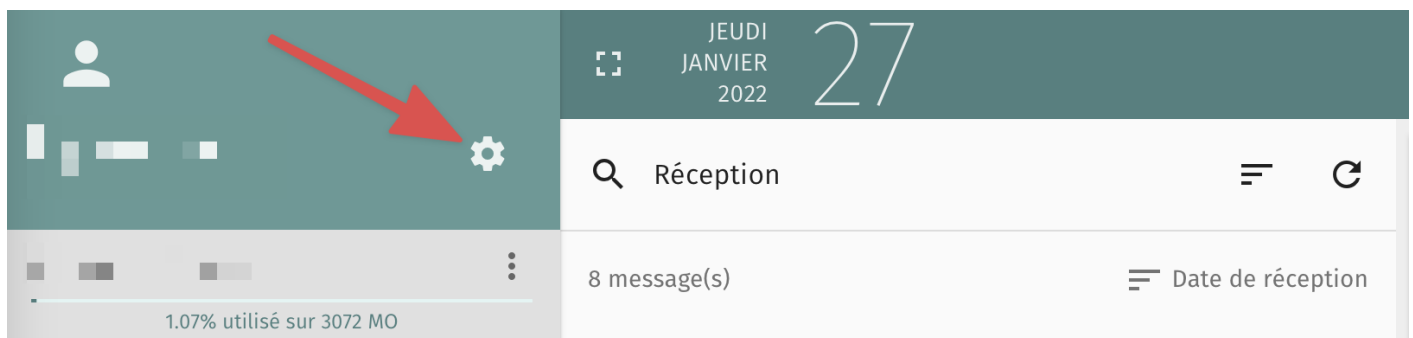 JEUDI
JANVIER
2022
27
Réception
8 message(s)
Date de réception
1.07% utilisé sur 3072 MO